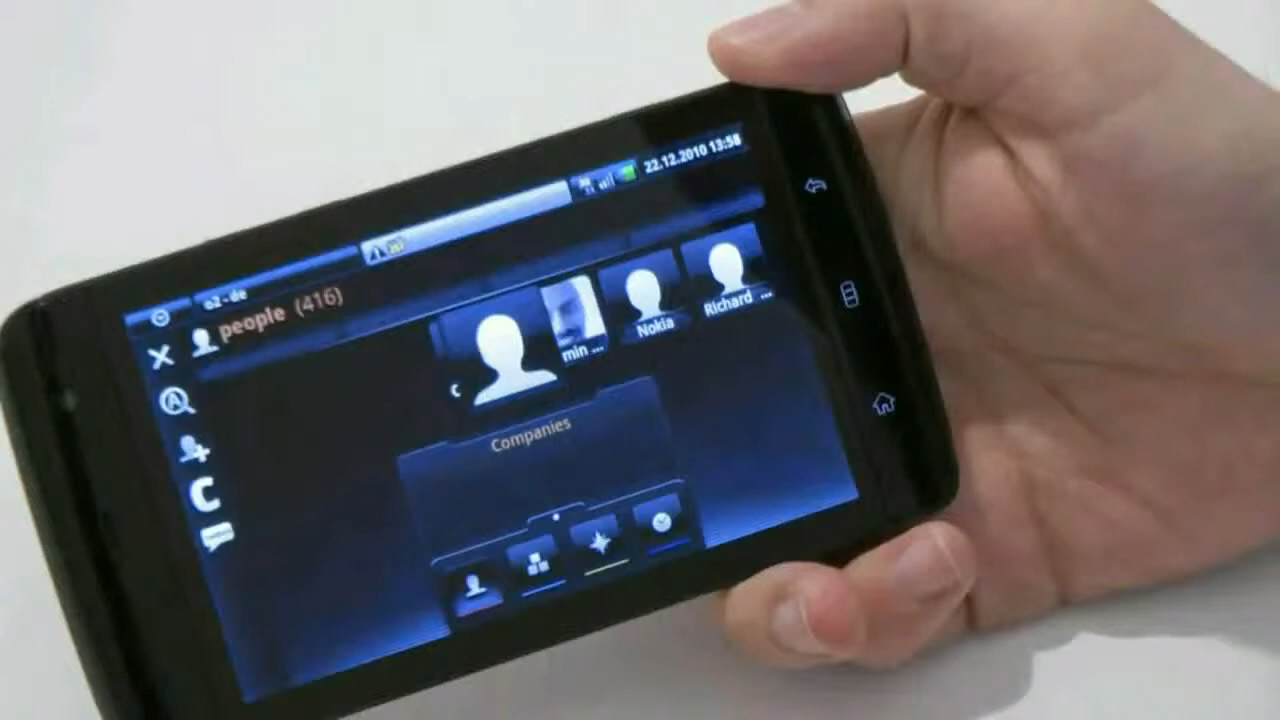 22.12.2010 13:58
o2 - de
people (416)
C
min ...
Nokia
Richard ...
Companies
C